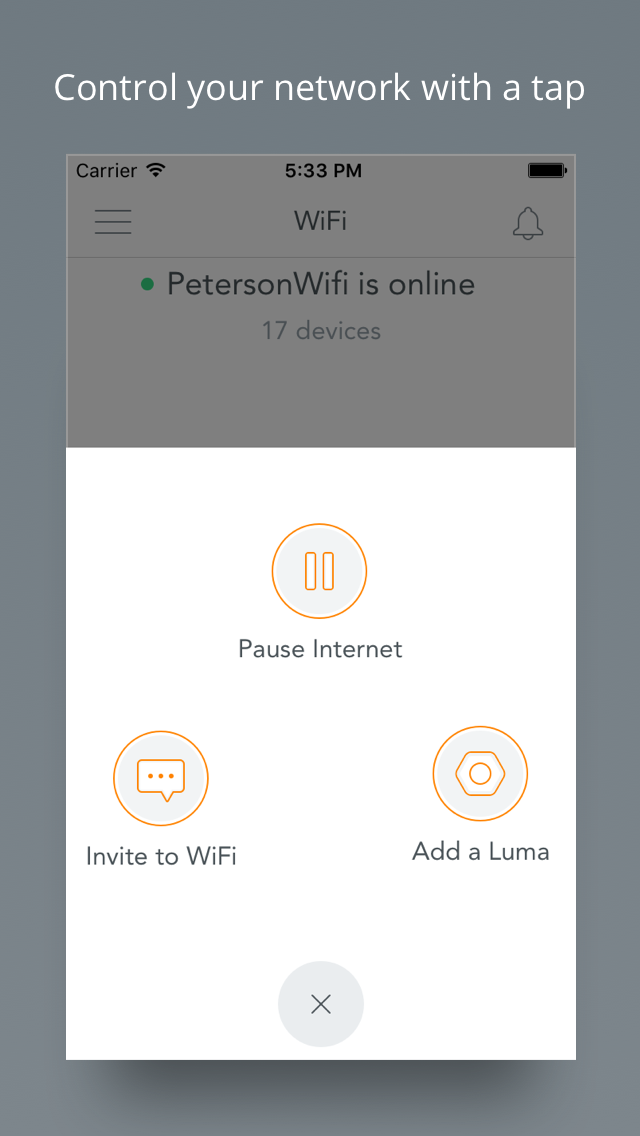 Control your network with a tap
Carrier 5:33 PM
WiFi
PetersonWifi is online
17 devices
Pause Internet
Invite to WiFi
Add a Luma